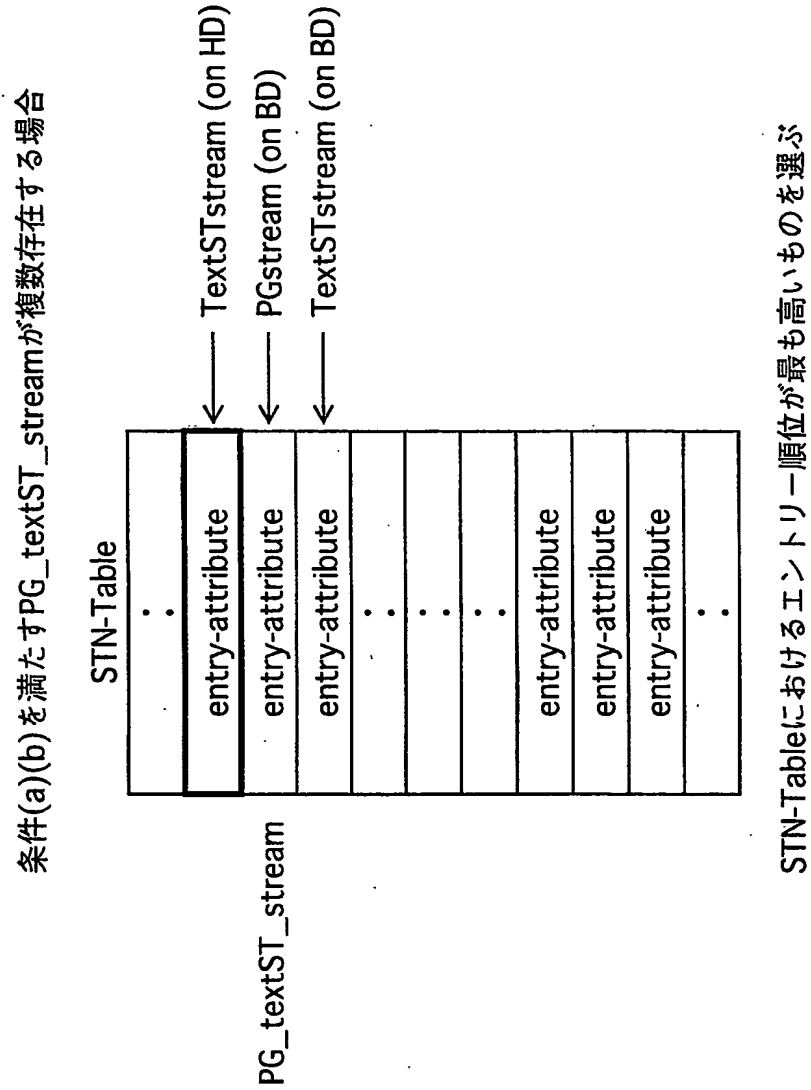 条件(a)(b)を満たすPG_textST_streamが複数存在する場合
STN-Table
PG_textST_stream
entry-attribute
TextSTstream (on HD)
entry-attribute
PGstream (on BD)
entry-attribute
TextSTstream (on BD)
entry-attribute
entry-attribute
entry-attribute
STN-Tableにおけるエントリー順位が最も高いものを選ぶ